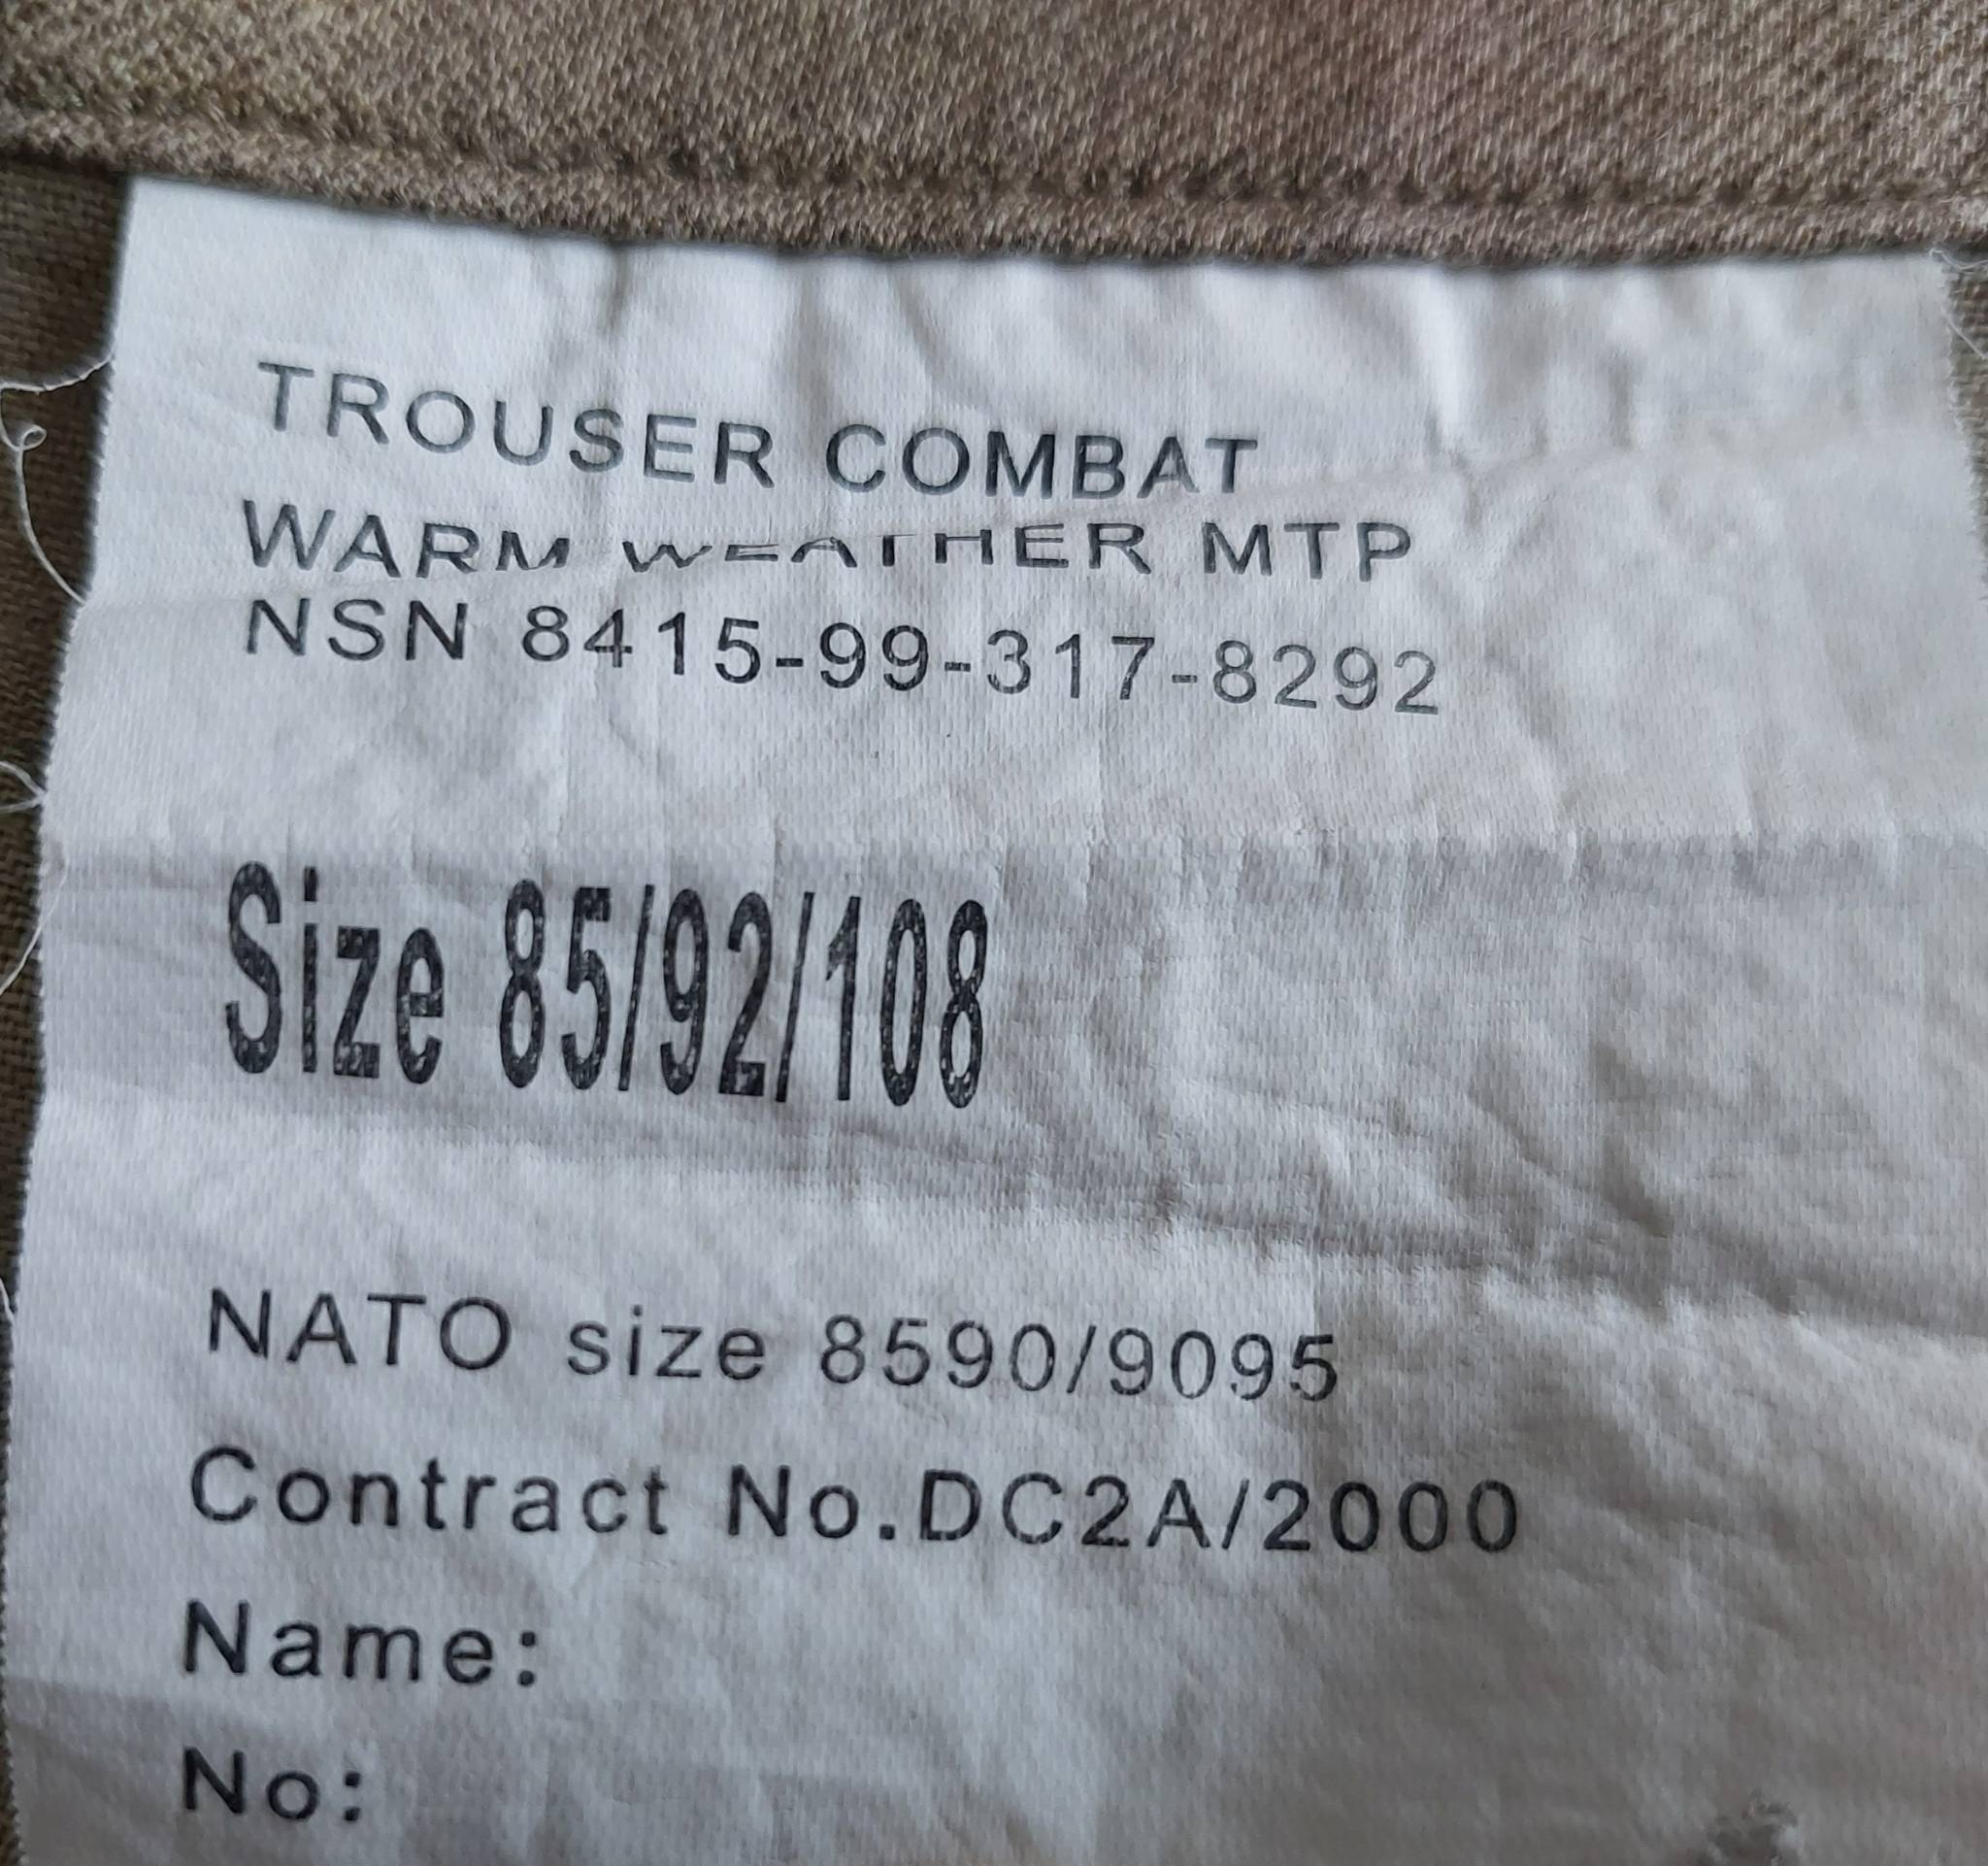 TROUSER COMBAT
WARM WEATHER MTP
NSN 8415-99-317-8292
Size 85/92/108
NATO size 8590/9095
Contract No.DC2A/2000
Name:
No: